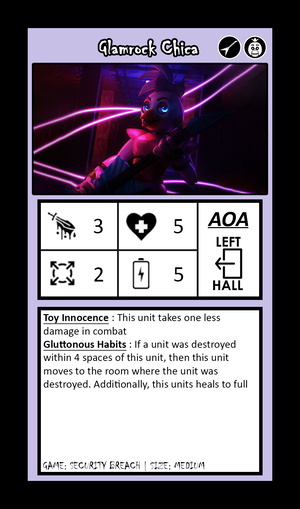 Glamrock Chica
3 5 AOA
LEFT
2 5
HALL
Toy Innocence : This unit takes one less
damage in combat
Gluttonous Habits : If a unit was destroyed
within 4 spaces of this unit, then this unit
moves to the room where the unit was
destroyed. Additionally, this units heals to full
GAME: SECURITY BREACH | SIZE: MEDIUM